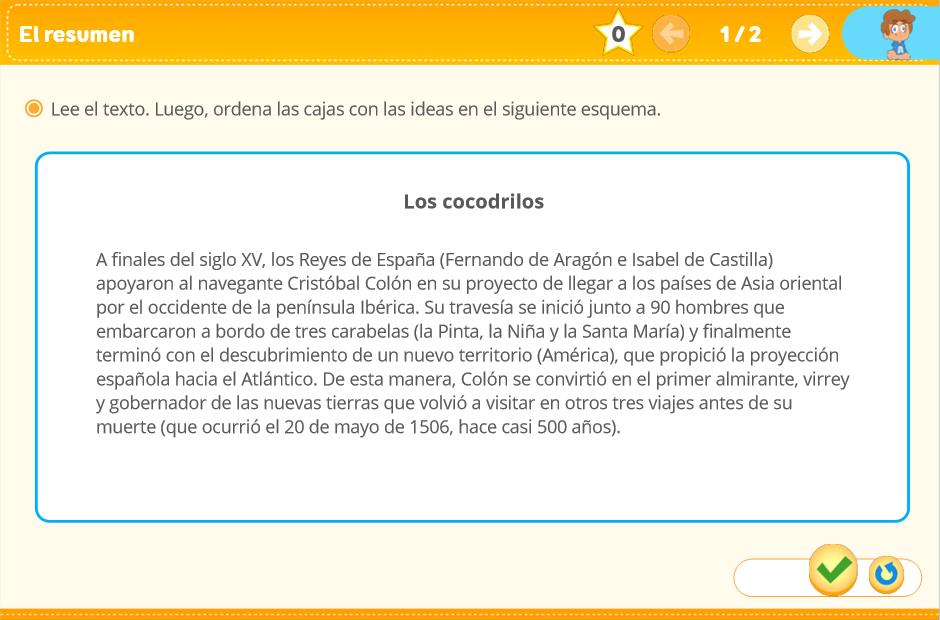 El resumen
0
1 / 2
Lee el texto. Luego, ordena las cajas con las ideas en el siguiente esquema.
Los cocodrilos
A finales del siglo XV, los Reyes de España (Fernando de Aragón e Isabel de Castilla)
apoyaron al navegante Cristóbal Colón en su proyecto de llegar a los países de Asia oriental
por el occidente de la península Ibérica. Su travesía se inició junto a 90 hombres que
embarcaron a bordo de tres carabelas (la Pinta, la Niña y la Santa María) y finalmente
terminó con el descubrimiento de un nuevo territorio (América), que propició la proyección
española hacia el Atlántico. De esta manera, Colón se convirtió en el primer almirante, virrey
y gobernador de las nuevas tierras que volvió a visitar en otros tres viajes antes de su
muerte (que ocurrió el 20 de mayo de 1506, hace casi 500 años).